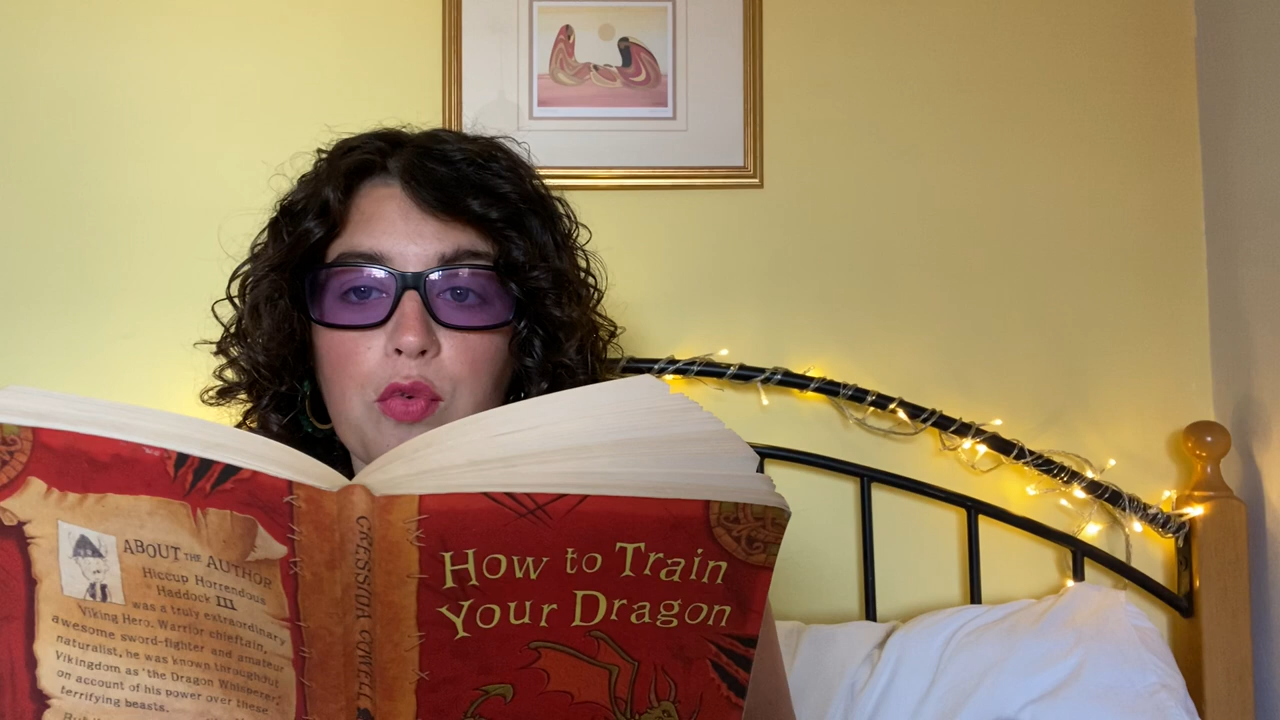 ABOUT THE AUTHOR
Hiccup Horrendous
Haddock III
was a truly extraordinary
Viking Hero. Warrior chieftain,
awesome sword-fighter and amateur
naturalist, he was known throughout
Vikingdom as 'the Dragon Whisperer',
on account of his power over these
terrifying beasts.
CRESSIDA COWELL
How to Train
Your Dragon